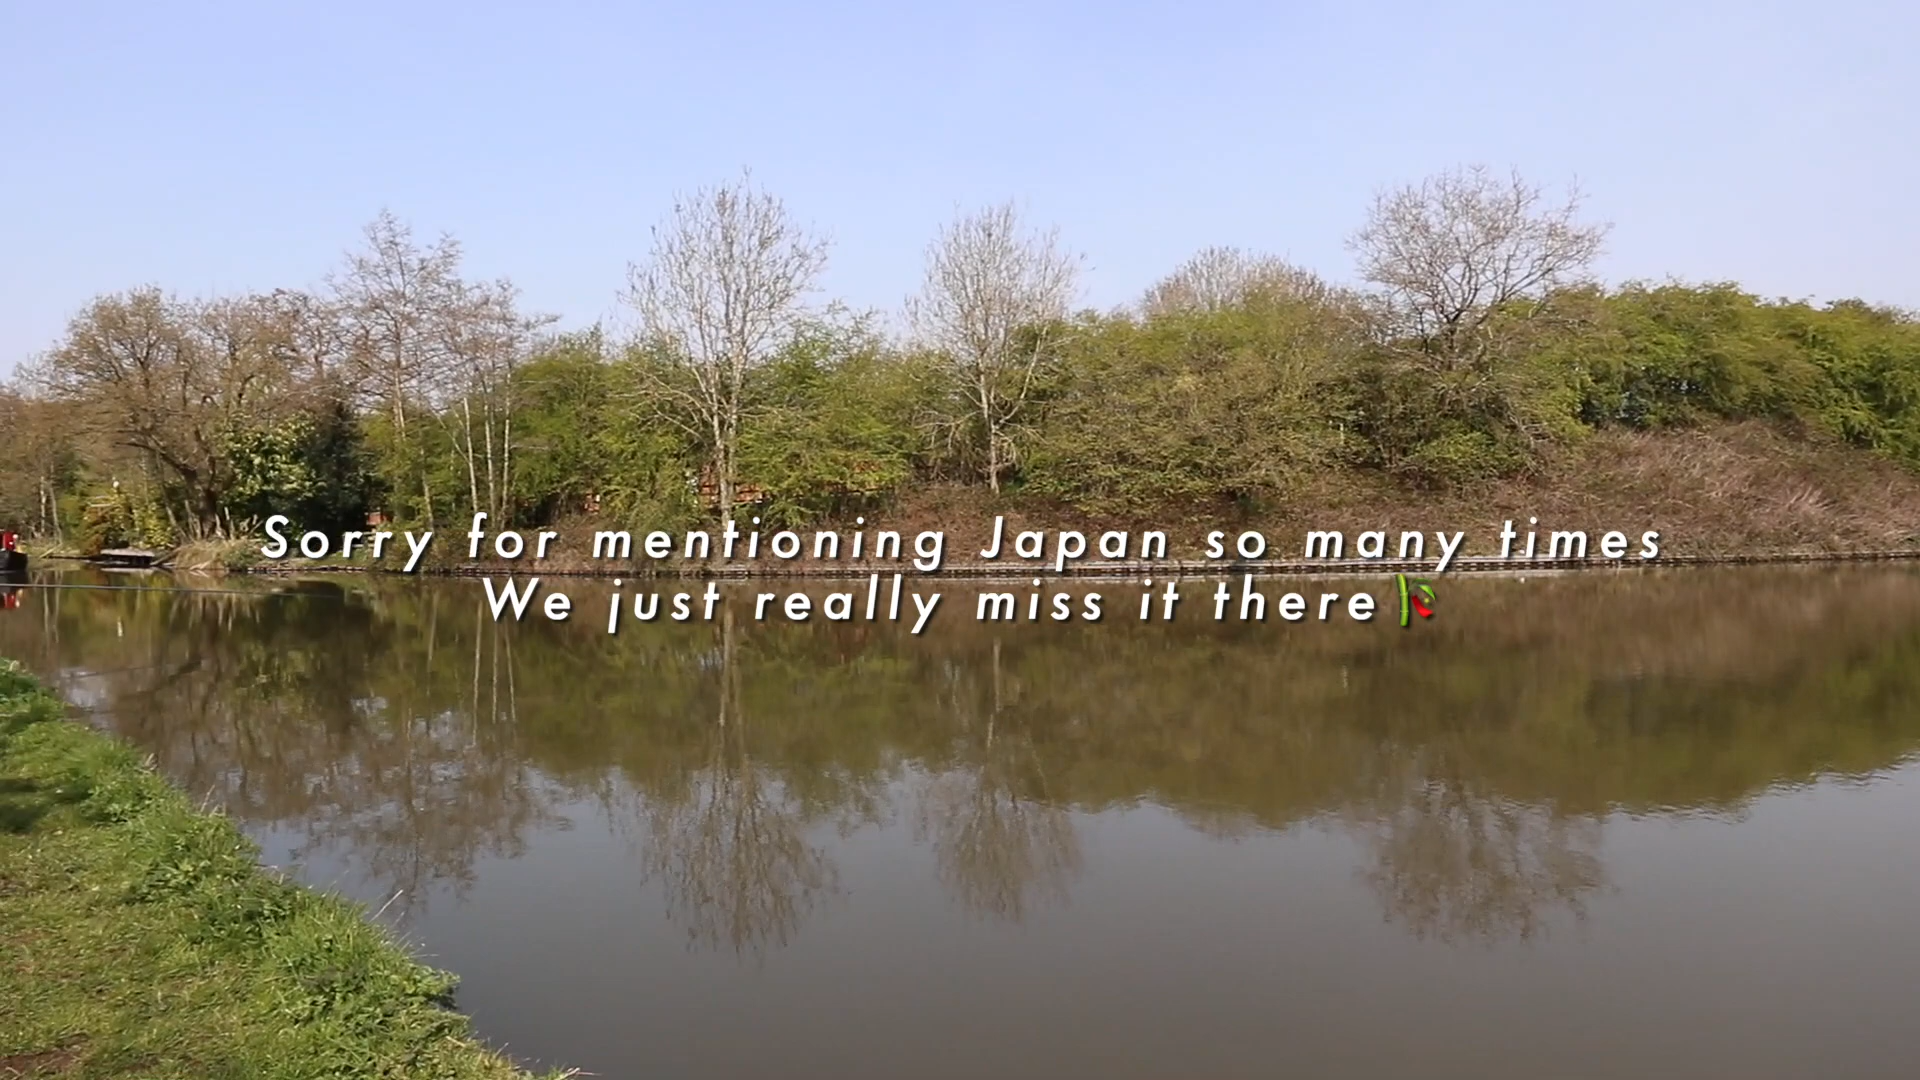 Sorry for mentioning Japan so many times
We just really miss it there🎋